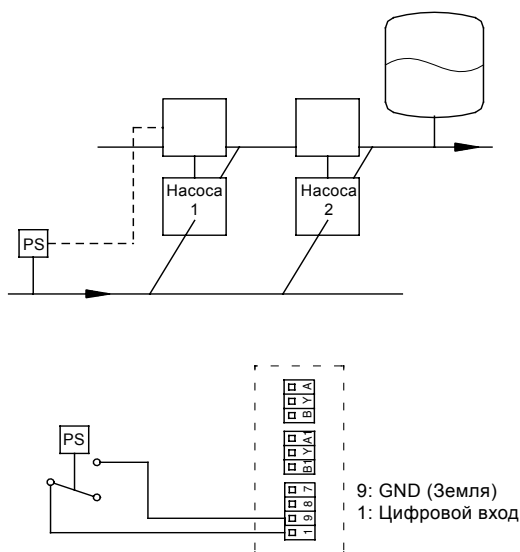 Насоса
1
Насоса
2
PS
PS
A
Y
B
A1
Y
B1
7
8
9
1
9: GND (Земля)
1: Цифровой вход